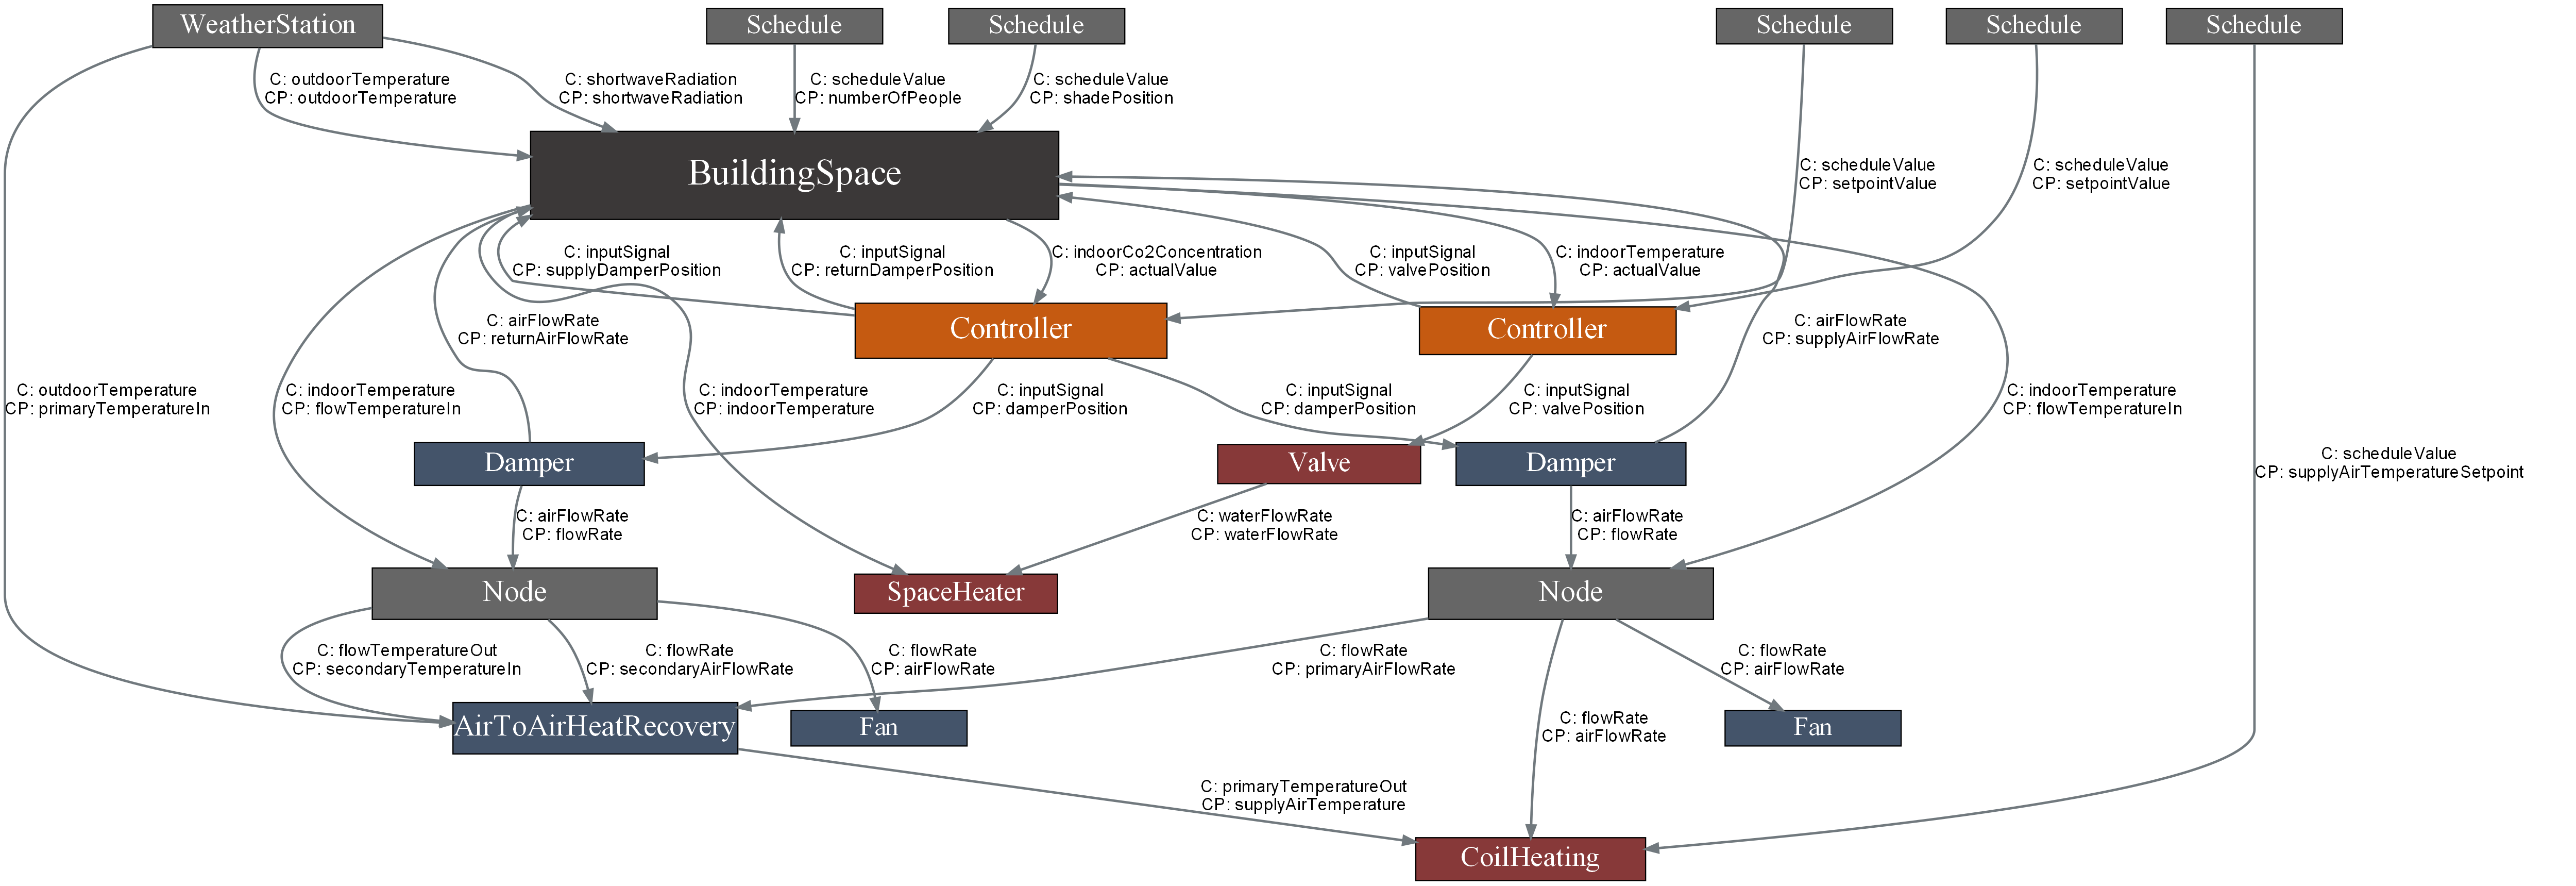 WeatherStation
Schedule
Schedule
Schedule
Schedule
Schedule
C: outdoorTemperature
CP: outdoorTemperature
C: shortwaveRadiation
CP: shortwaveRadiation
C: scheduleValue
CP: numberOfPeople
C: scheduleValue
CP: shadePosition
BuildingSpace
C: scheduleValue
CP: setpointValue
C: scheduleValue
CP: setpointValue
C: inputSignal
CP: supplyDamperPosition
C: inputSignal
CP: returnDamperPosition
C: indoorCo2Concentration
CP: actualValue
C: inputSignal
CP: valvePosition
C: indoorTemperature
CP: actualValue
C: airFlowRate
CP: returnAirFlowRate
Controller
Controller
C: airFlowRate
CP: supplyAirFlowRate
C: outdoorTemperature
CP: primaryTemperatureIn
C: indoorTemperature
CP: flowTemperatureIn
C: indoorTemperature
CP: indoorTemperature
C: inputSignal
CP: damperPosition
C: inputSignal
CP: damperPosition
C: inputSignal
CP: valvePosition
C: indoorTemperature
CP: flowTemperatureIn
Damper
Valve
Damper
C: scheduleValue
CP: supplyAirTemperatureSetpoint
C: airFlowRate
CP: flowRate
C: waterFlowRate
CP: waterFlowRate
C: airFlowRate
CP: flowRate
Node
SpaceHeater
Node
C: flowTemperatureOut
CP: secondaryTemperatureIn
C: flowRate
CP: secondaryAirFlowRate
C: flowRate
CP: airFlowRate
C: flowRate
CP: primaryAirFlowRate
C: flowRate
CP: airFlowRate
AirToAirHeatRecovery
Fan
C: flowRate
CP: airFlowRate
Fan
C: primaryTemperatureOut
CP: supplyAirTemperature
CoilHeating